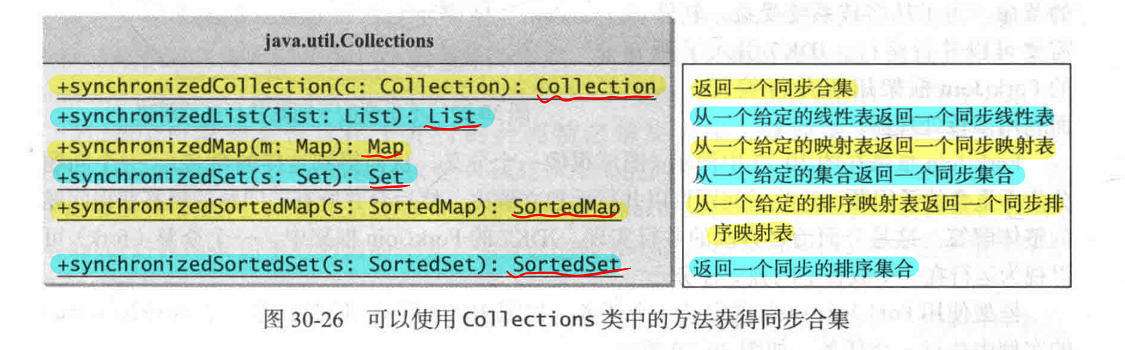 java.util.Collections
+synchronizedCollection(c: Collection): Collection
返回一个同步合集
+synchronizedList(list: List): List
从一个给定的线性表返回一个同步线性表
+synchronizedMap(m: Map): Map
从一个给定的映射表返回一个同步映射表
+synchronizedSet(s: Set): Set
从一个给定的集合返回一个同步集合
+synchronizedSortedMap(s: SortedMap): SortedMap
从一个给定的排序映射表返回一个同步排
序映射表
+synchronizedSortedSet(s: SortedSet): SortedSet
返回一个同步的排序集合
图 30-26 可以使用 Collections 类中的方法获得同步合集